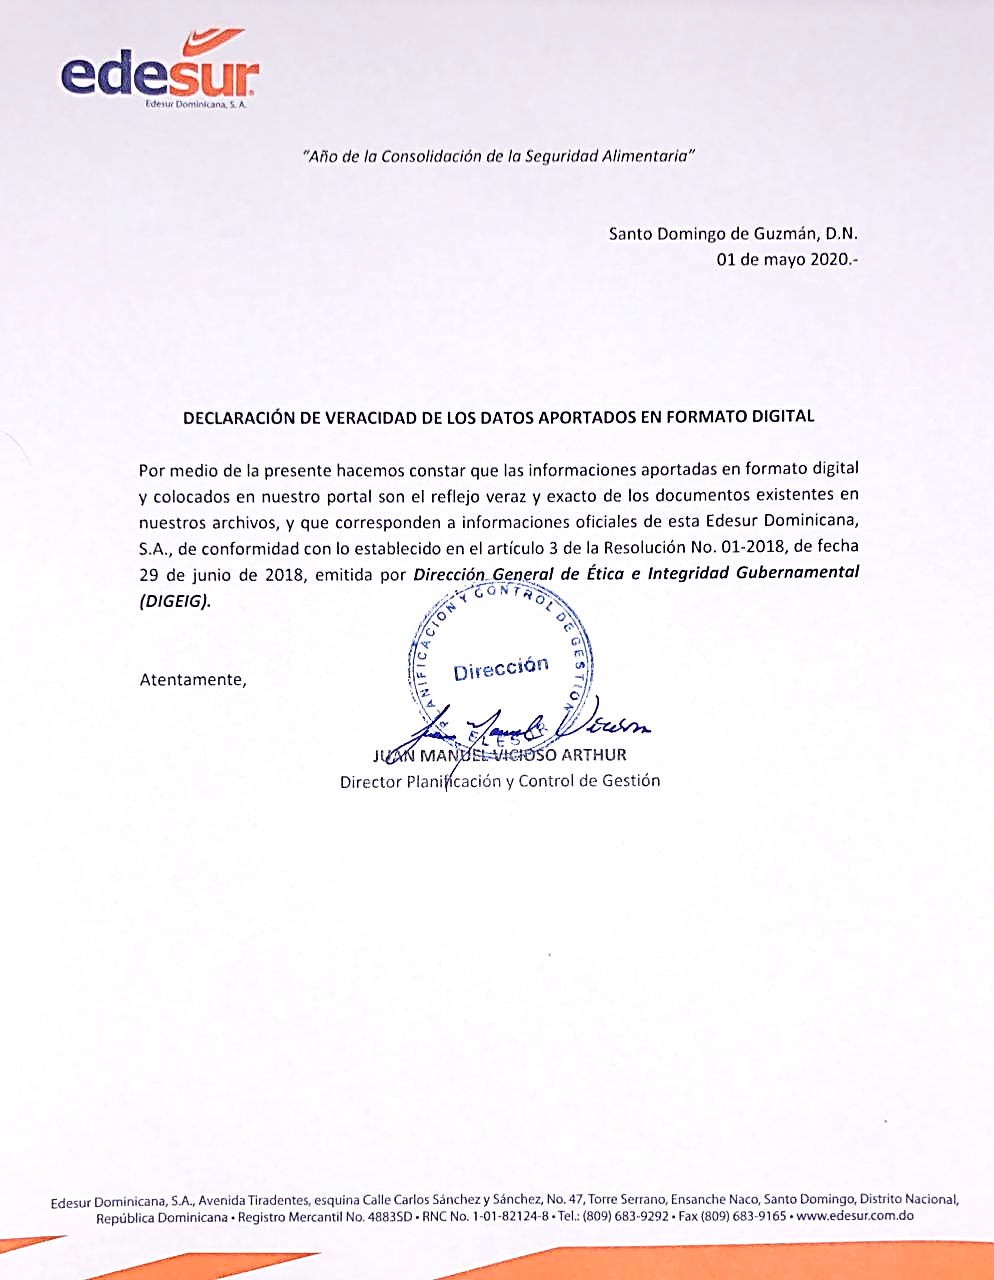 edesur
Edesur Dominicana, S. A.
"Año de la Consolidación de la Seguridad Alimentaria"
Santo Domingo de Guzmán, D.N.
01 de mayo 2020.-
DECLARACIÓN DE VERACIDAD DE LOS DATOS APORTADOS EN FORMATO DIGITAL
Por medio de la presente hacemos constar que las informaciones aportadas en formato digital
y colocados en nuestro portal son el reflejo veraz y exacto de los documentos existentes en
nuestros archivos, y que corresponden a informaciones oficiales de esta Edesur Dominicana,
S.A., de conformidad con lo establecido en el artículo 3 de la Resolución No. 01-2018, de fecha
29 de junio de 2018, emitida por Dirección General de Ética e Integridad Gubernamental
(DIGEIG).
PLANIFICACION Y CONTROL DE GESTIÓN
Dirección
Atentamente,
Juan Manuel Vicioso
JUAN MANUEL VICIOSO ARTHUR
Director Planificación y Control de Gestión
Edesur Dominicana, S.A., Avenida Tiradentes, esquina Calle Carlos Sánchez y Sánchez, No. 47, Torre Serrano, Ensanche Naco, Santo Domingo, Distrito Nacional,
República Dominicana • Registro Mercantil No. 4883SD • RNC No. 1-01-82124-8 • Tel.: (809) 683-9292 • Fax (809) 683-9165 • www.edesur.com.do